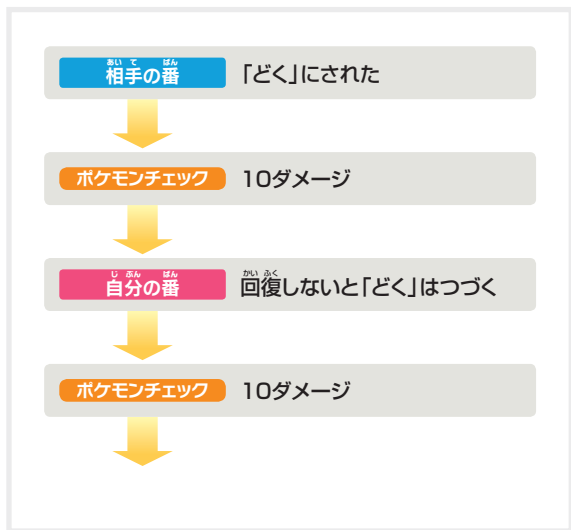 相手の番 「どく」にされた
ポケモンチェック 10ダメージ
自分の番 回復しないと「どく」はつづく
ポケモンチェック 10ダメージ